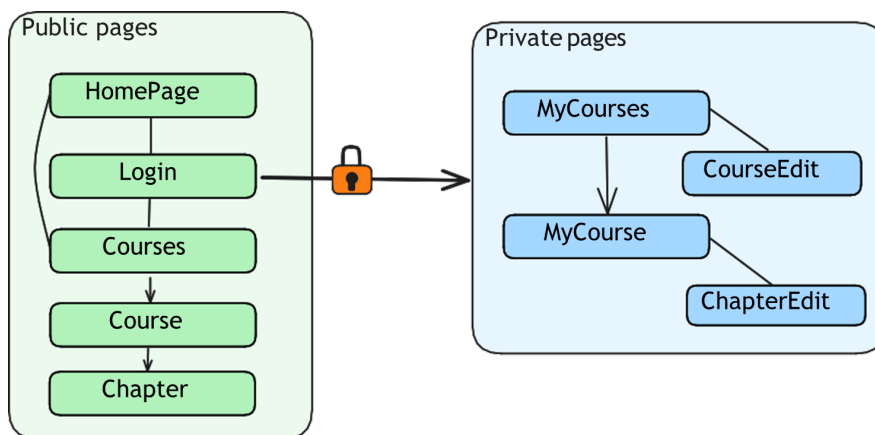 Public pages
HomePage
Login
Courses
Course
Chapter
Private pages
MyCourses
CourseEdit
MyCourse
ChapterEdit